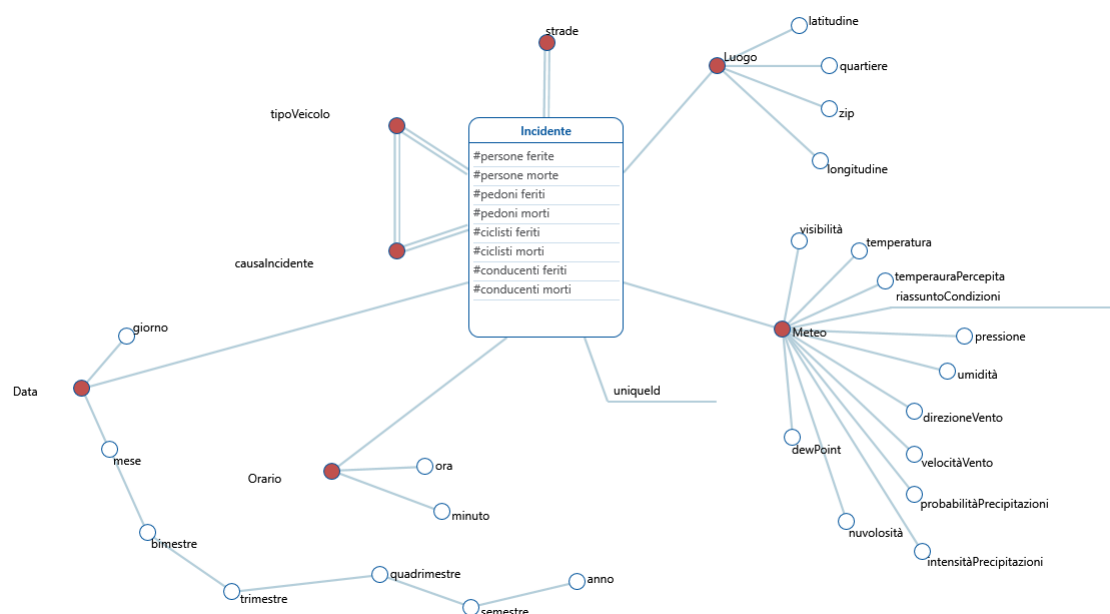 strade
latitudine
Luogo
quartiere
zip
longitudine
tipoVeicolo
causaIncidente
Incidente
#persone ferite
#persone morte
#pedoni feriti
#pedoni morti
#ciclisti feriti
#ciclisti morti
#conducenti feriti
#conducenti morti
visibilità
temperatura
temperauraPercepita
riassuntoCondizioni
Meteo
pressione
umidità
direzioneVento
velocitàVento
probabilitàPrecipitazioni
intensitàPrecipitazioni
nuvolosità
dewPoint
uniqueId
giorno
Data
mese
bimestre
trimestre
quadrimestre
semestre
anno
Orario
ora
minuto